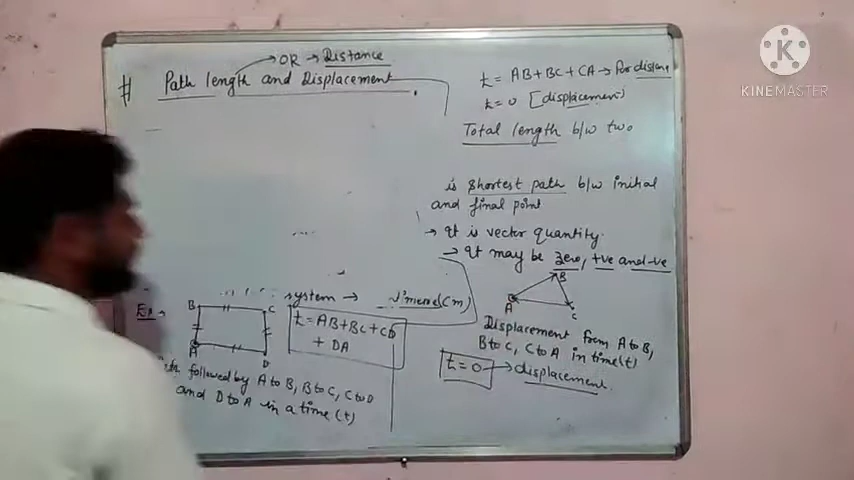 → OR → Distance
# Path length and Displacement
t = AB+BC+CA → For distane
t = 0 [displacement)
Total length b/w two
is shortest path b/w initial
and final point
→ It is vector quantity.
→ It may be zero, +ve and -ve
system → meter(m)
Ex →
B C
A D
t = AB+BC+CD
+ DA
followed by A to B, B to C, C to D
and D to A in a time (t)
B
A C
Displacement from A to B,
B to C, C to A in time(t)
t = 0 → displacement.
K
KINEMASTER